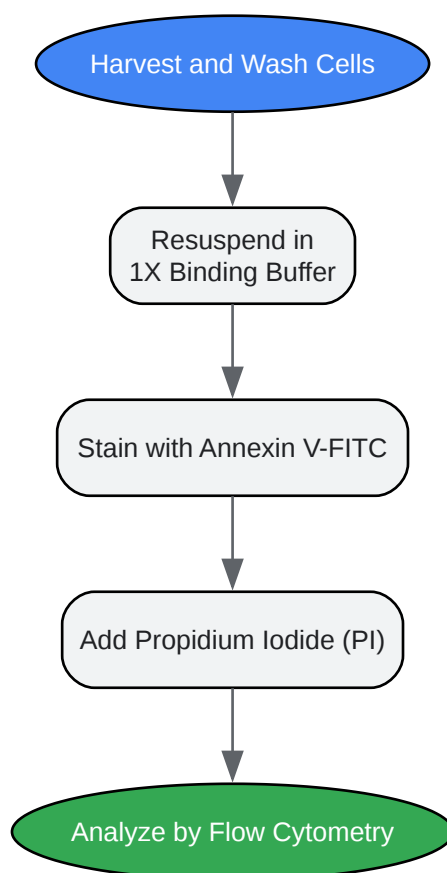 Harvest and Wash Cells
Resuspend in
1X Binding Buffer
Stain with Annexin V-FITC
Add Propidium Iodide (PI)
Analyze by Flow Cytometry